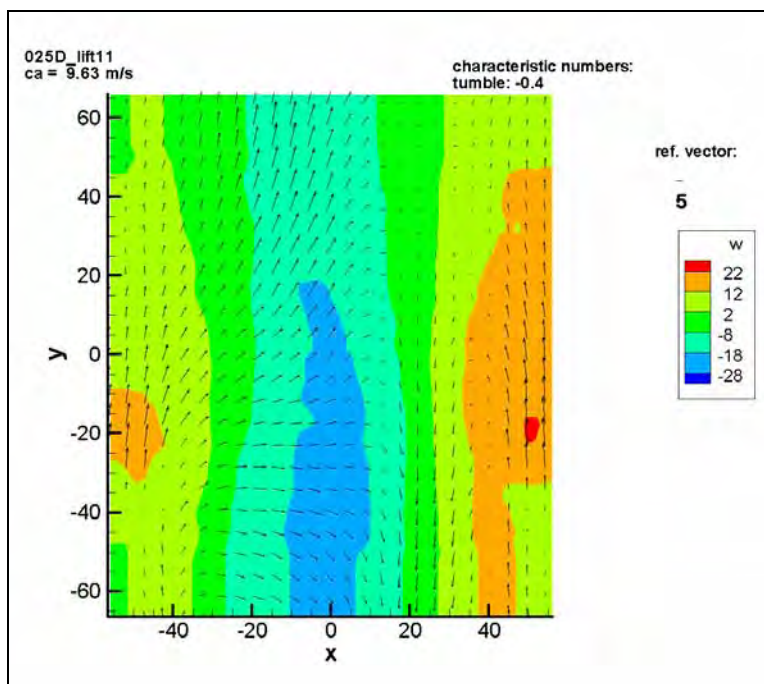 025D_lift11
ca = 9.63 m/s
characteristic numbers:
tumble: -0.4
60
40
20
0
-20
-40
-60
y
-40
-20
0
20
40
x
ref. vector:
5
w
22
12
2
-8
-18
-28